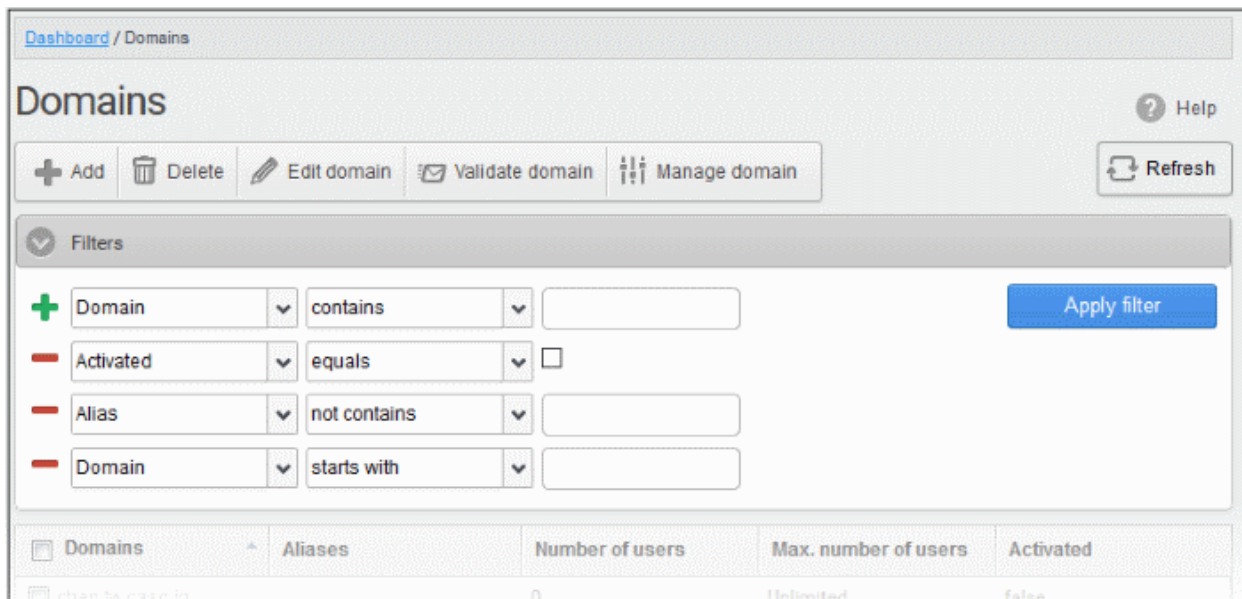 Dashboard / Domains
Domains
Help
Add Delete Edit domain Validate domain Manage domain Refresh
Filters
Domain contains Apply filter
Activated equals
Alias not contains
Domain starts with
Domains Aliases Number of users Max. number of users Activated
0 Unlimited false